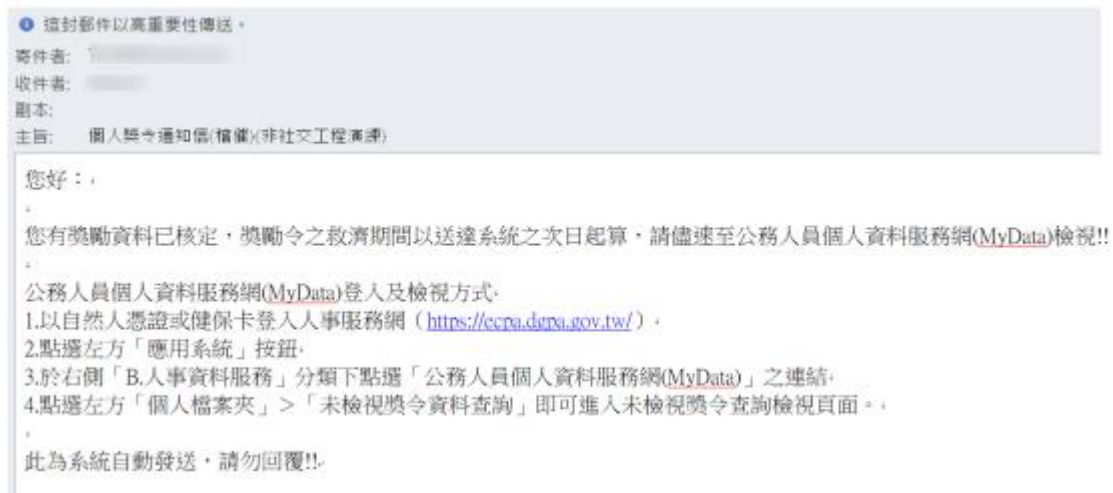 這封郵件以高重要性傳送。
寄件者:
收件者:
副本:
主旨: 個人獎令通知信(稽催)(非社交工程演練)
您好：
您有獎勵資料已核定，獎勵令之救濟期間以送達系統之次日起算，請儘速至公務人員個人資料服務網(MyData)檢視!!
公務人員個人資料服務網(MyData)登入及檢視方式
1.以自然人憑證或健保卡登入人事服務網（https://ecpa.dgpa.gov.tw/）
2.點選左方「應用系統」按鈕
3.於右側「B.人事資料服務」分類下點選「公務人員個人資料服務網(MyData)」之連結
4.點選左方「個人檔案夾」＞「未檢視獎令資料查詢」即可進入未檢視獎令查詢檢視頁面。
此為系統自動發送，請勿回覆!!